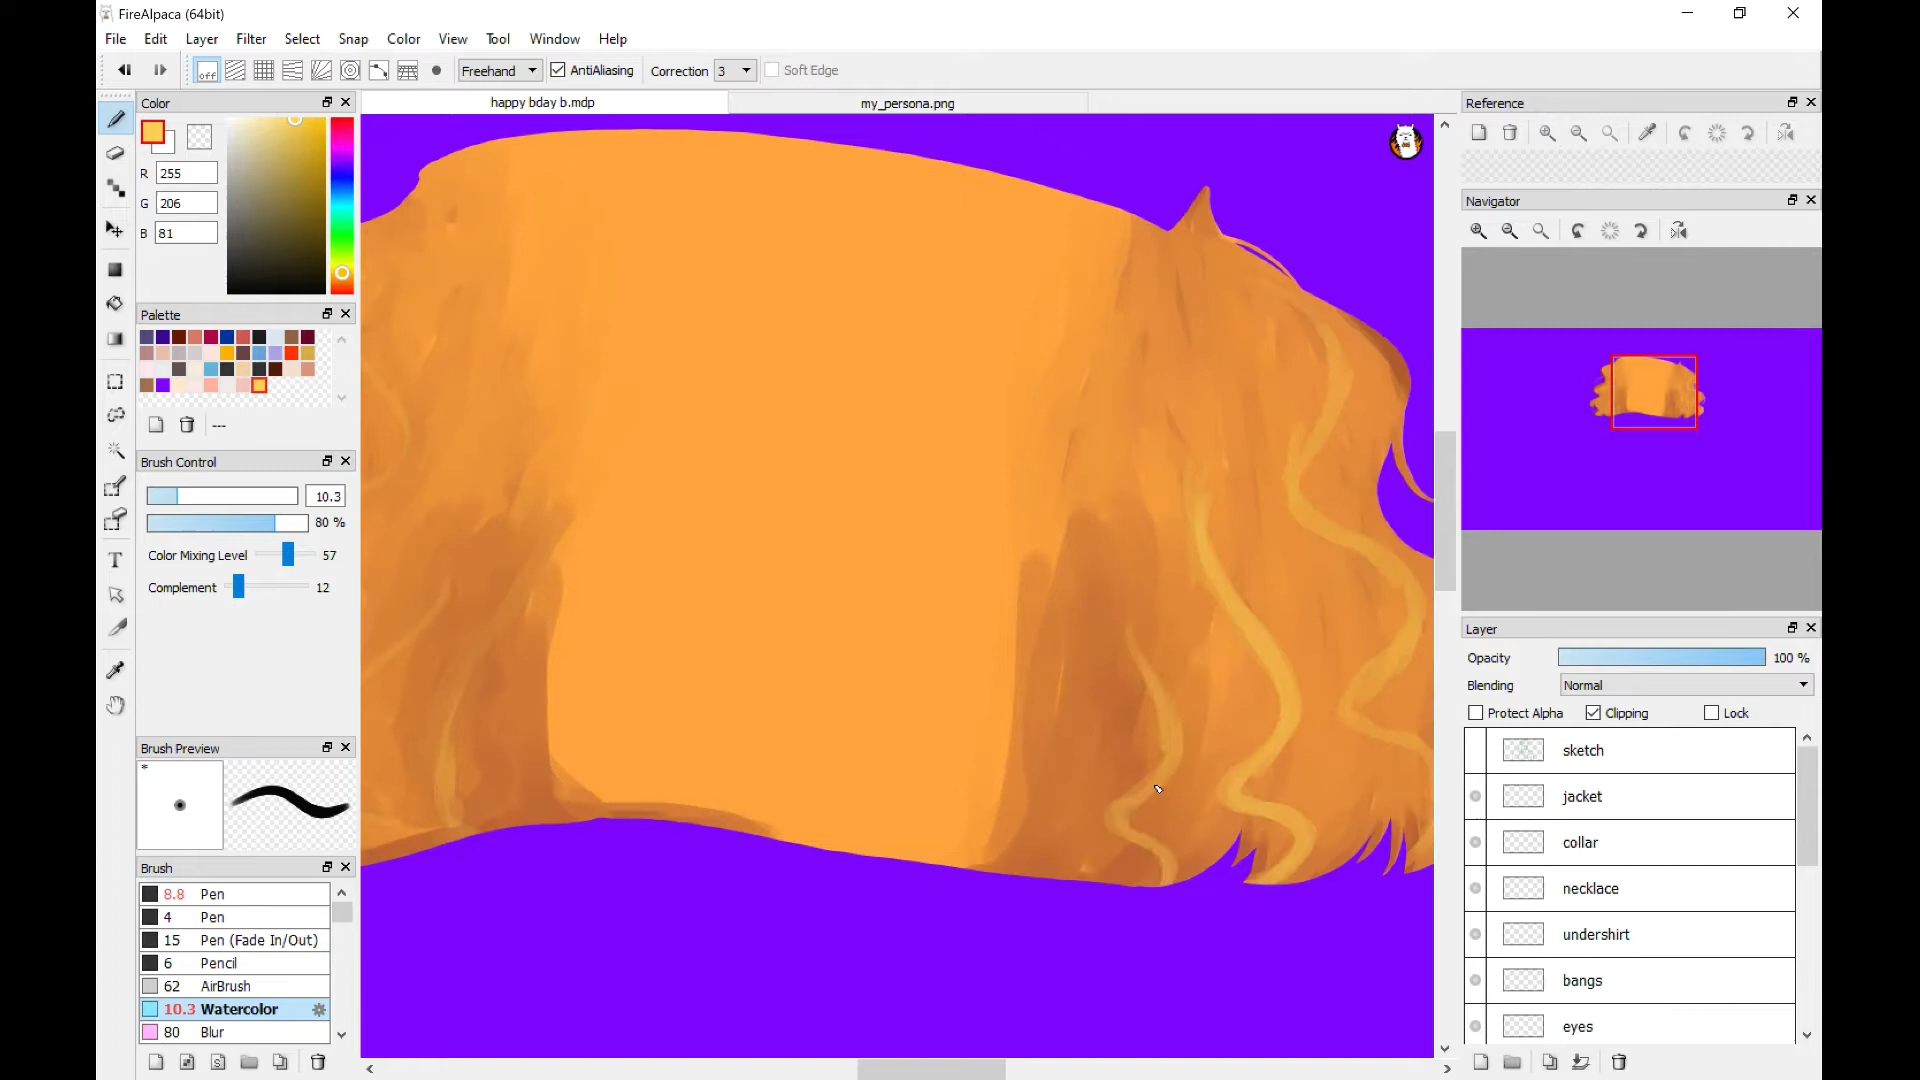 FireAlpaca (64bit)
File Edit Layer Filter Select Snap Color View Tool Window Help
off Freehand AntiAliasing Correction 3 Soft Edge
Color
happy bday b.mdp
my_persona.png
Reference
R 255
G 206
B 81
Navigator
Palette
---
Brush Control
10.3
80 %
Color Mixing Level 57
Complement 12
Layer
Opacity 100 %
Blending Normal
Protect Alpha Clipping Lock
sketch
jacket
collar
necklace
undershirt
bangs
eyes
Brush Preview
*
Brush
8.8 Pen
4 Pen
15 Pen (Fade In/Out)
6 Pencil
62 AirBrush
10.3 Watercolor
80 Blur
T
S